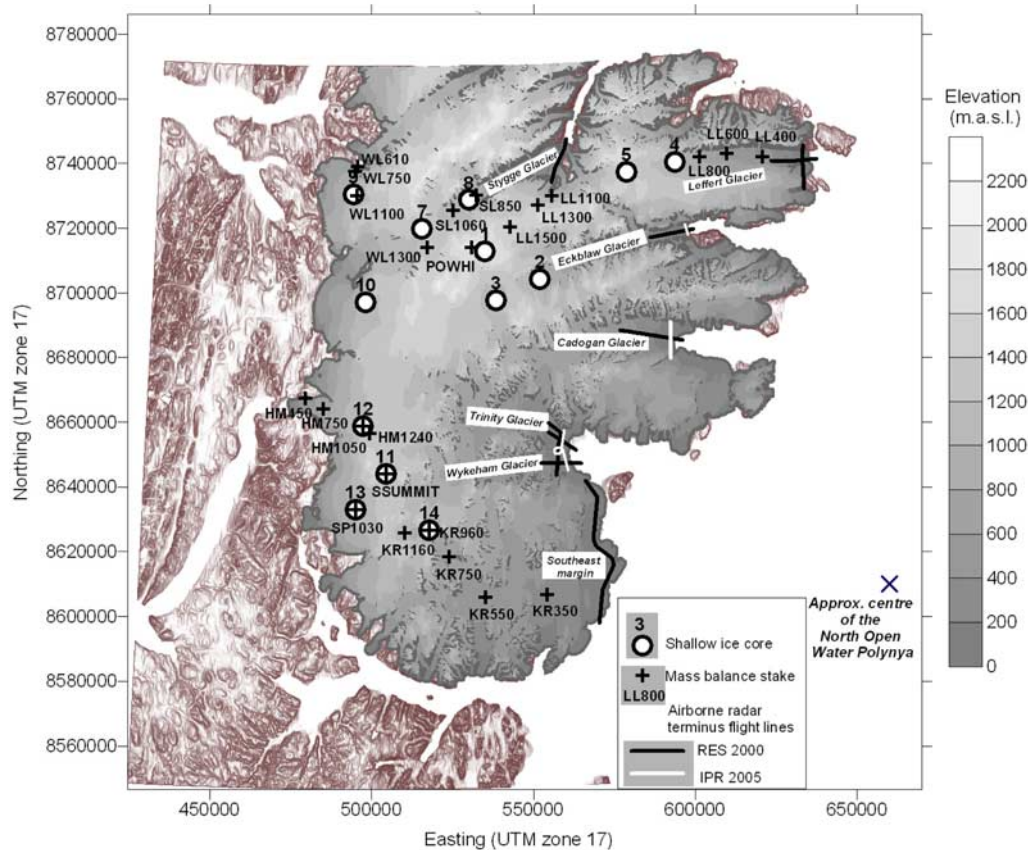 8780000
8760000
8740000
8720000
8700000
8680000
8660000
8640000
8620000
8600000
8580000
8560000
Northing (UTM zone 17)
450000
500000
550000
600000
650000
Easting (UTM zone 17)
WL610
WL750
9
WL1100
7
WL1300
8
SL850
SL1060
Stygge Glacier
1
POWHI
LL1100
LL1300
LL1500
5
4
LL800
LL600
LL400
Leffert Glacier
Eckblaw Glacier
2
3
10
Cadogan Glacier
HM450
HM750
12
HM1050
HM1240
Trinity Glacier
Wykeham Glacier
11
SSUMMIT
13
SP1030
14
KR960
KR1160
KR750
KR550
KR350
Southeast
margin
Approx. centre
of the
North Open
Water Polynya
3
Shallow ice core
Mass balance stake
LL800
Airborne radar
terminus flight lines
RES 2000
IPR 2005
Elevation
(m.a.s.l.)
2200
2000
1800
1600
1400
1200
1000
800
600
400
200
0